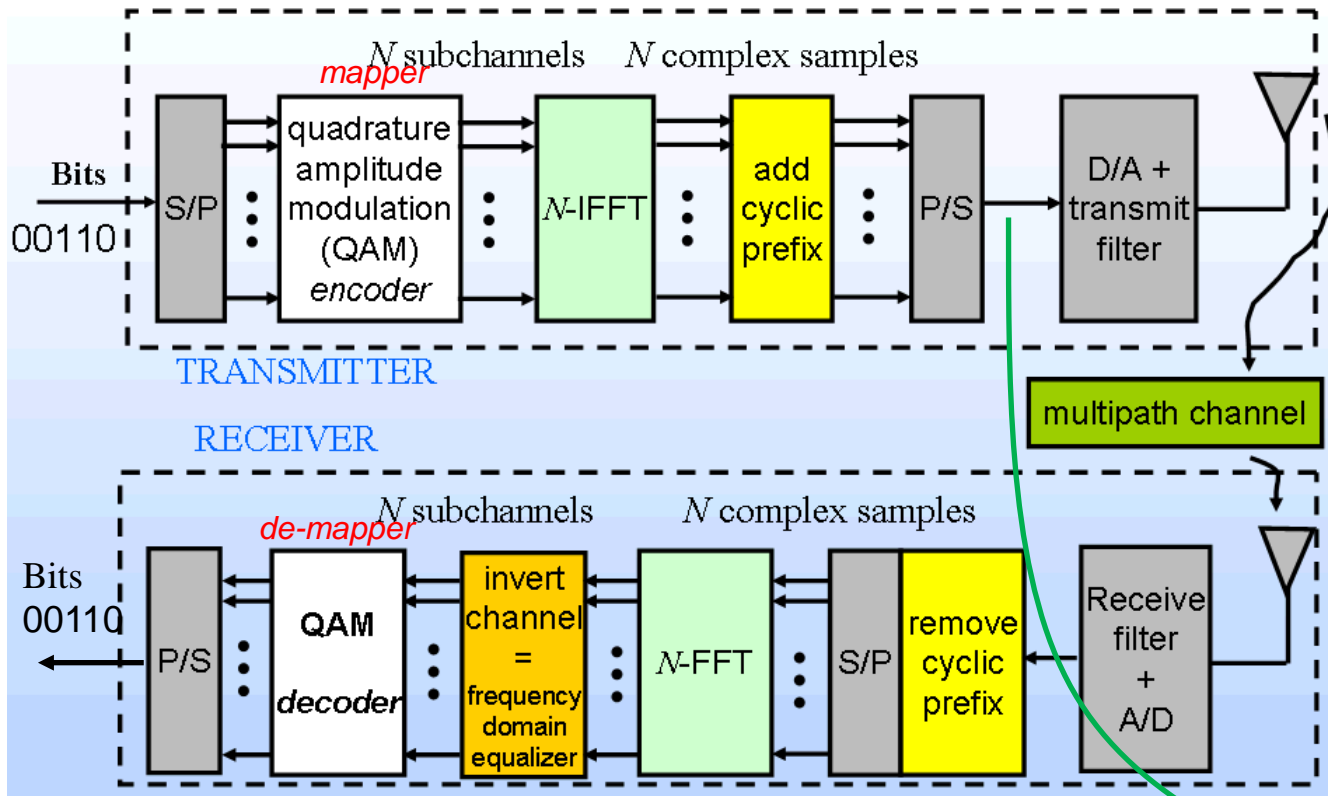 N subchannels
N complex samples
mapper
Bits
00110
S/P
quadrature
amplitude
modulation
(QAM)
encoder
N-IFFT
add
cyclic
prefix
P/S
D/A +
transmit
filter
TRANSMITTER
multipath channel
RECEIVER
N subchannels
N complex samples
de-mapper
Bits
00110
P/S
QAM
decoder
invert
channel
=
frequency
domain
equalizer
N-FFT
S/P
remove
cyclic
prefix
Receive
filter
+
A/D